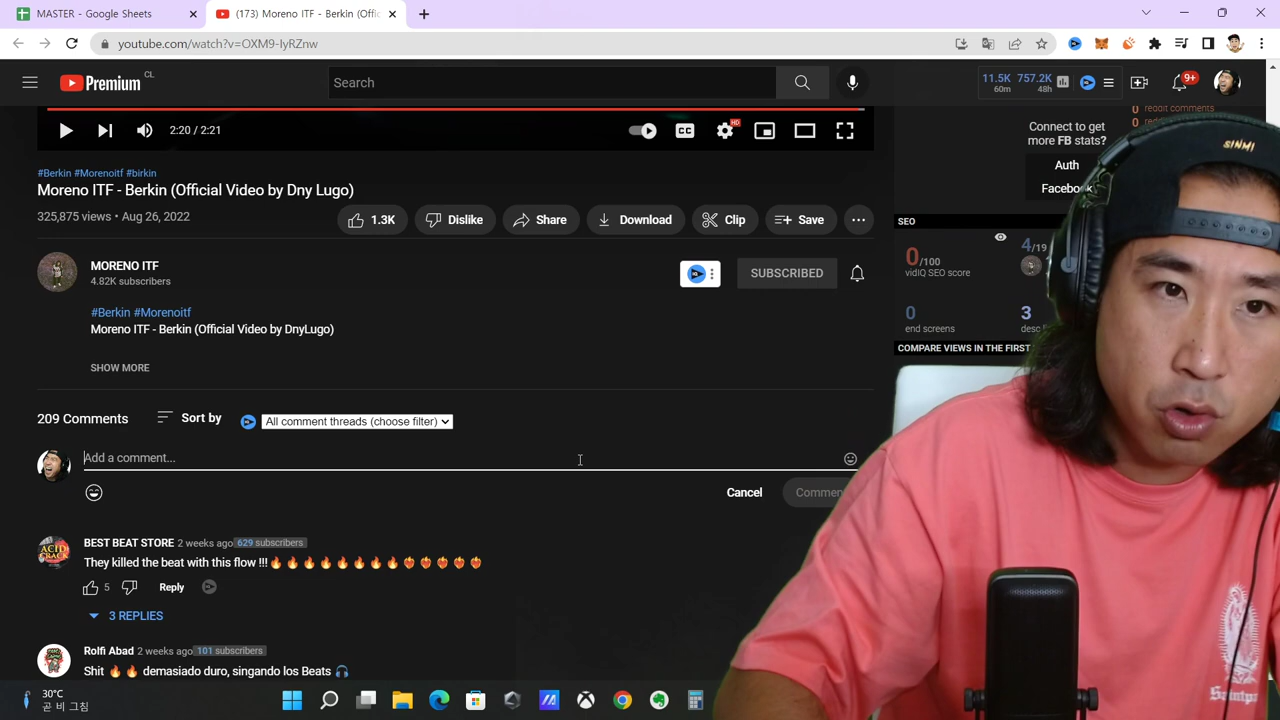 MASTER - Google Sheets
(173) Moreno ITF - Berkin (Offic
youtube.com/watch?v=OXM9-IyRZnw
Premium CL
Search
11.5K 757.2K
60m 48h
9+
2:20 / 2:21
CC
HD
0 reddit comments
0
Connect to get
more FB stats?
Auth
Facebook
#Berkin #Morenoitf #birkin
Moreno ITF - Berkin (Official Video by Dny Lugo)
325,875 views • Aug 26, 2022
1.3K
Dislike
Share
Download
Clip
Save
SEO
0/100
vidIQ SEO score
4/19
0
end screens
3
COMPARE VIEWS IN THE FIRST
MORENO ITF
4.82K subscribers
SUBSCRIBED
#Berkin #Morenoitf
Moreno ITF - Berkin (Official Video by DnyLugo)
SHOW MORE
209 Comments
Sort by
All comment threads (choose filter)
Add a comment...
Cancel
BEST BEAT STORE 2 weeks ago 629 subscribers
They killed the beat with this flow !!!🔥🔥🔥🔥🔥🔥🔥🔥❤️‍🔥❤️‍🔥❤️‍🔥❤️‍🔥❤️‍🔥
5
Reply
3 REPLIES
Rolfi Abad 2 weeks ago 101 subscribers
Shit 🔥🔥 demasiado duro, singando los Beats 🎧
ACID CRACK
SINMI
30°C
곧 비 그침